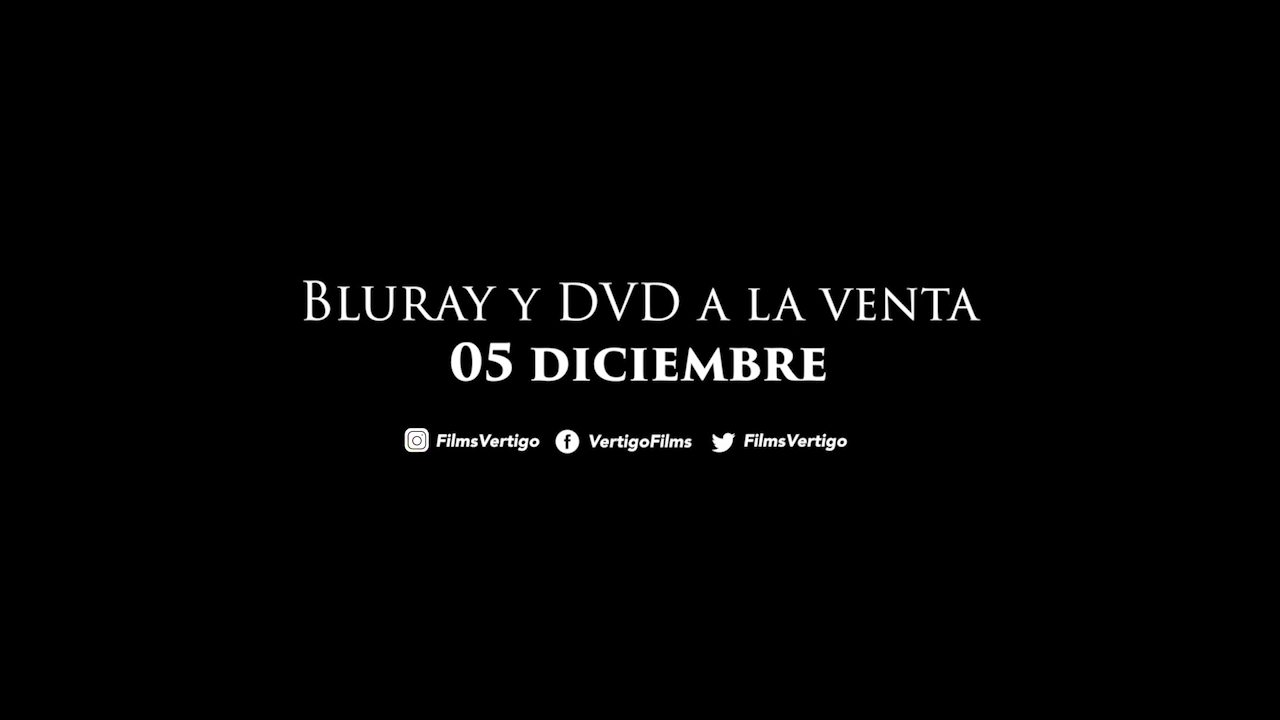 BLURAY Y DVD A LA VENTA
05 DICIEMBRE
FilmsVertigo VertigoFilms FilmsVertigo